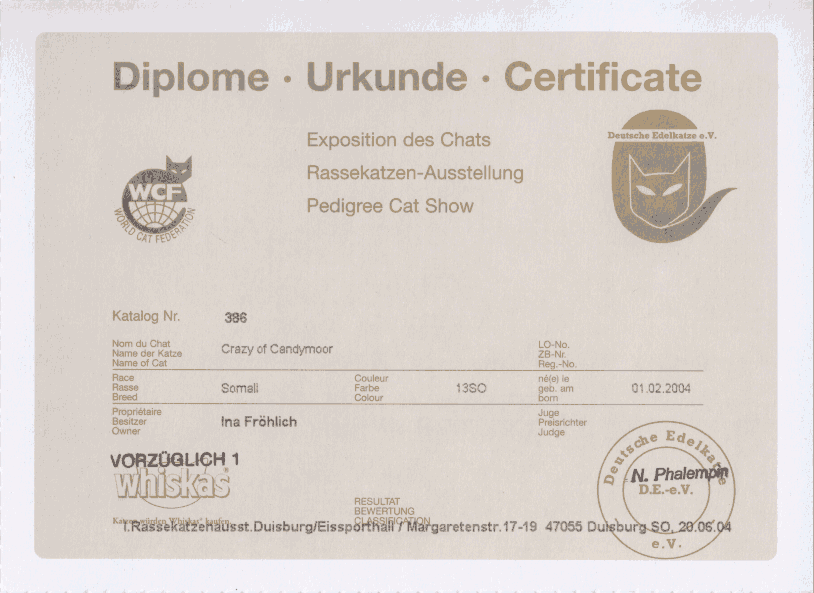 Diplome · Urkunde · Certificate
Exposition des Chats
Rassekatzen-Ausstellung
Pedigree Cat Show
WCF
WORLD CAT FEDERATION
Deutsche Edelkatze e.V.
Katalog Nr. 386
Nom du Chat
Name der Katze
Name of Cat
Crazy of Candymoor
LO-No.
ZB-Nr.
Reg.-No.
Race
Rasse
Breed
Somali
Couleur
Farbe
Colour
13SO
né(e) le
geb. am
born
01.02.2004
Propriétaire
Besitzer
Owner
Ina Fröhlich
Juge
Preisrichter
Judge
VORZÜGLICH 1
whiskas®
Katzen würden Whiskas kaufen
RESULTAT
BEWERTUNG
CLASSIFICATION
Deutsche Edelkatze
N. Phalempin
D.E.-e.V.
e.V.
1.Rassekatzenausst.Duisburg/Eissporthall / Margaretenstr.17-19 47055 Duisburg SO, 20.06.04